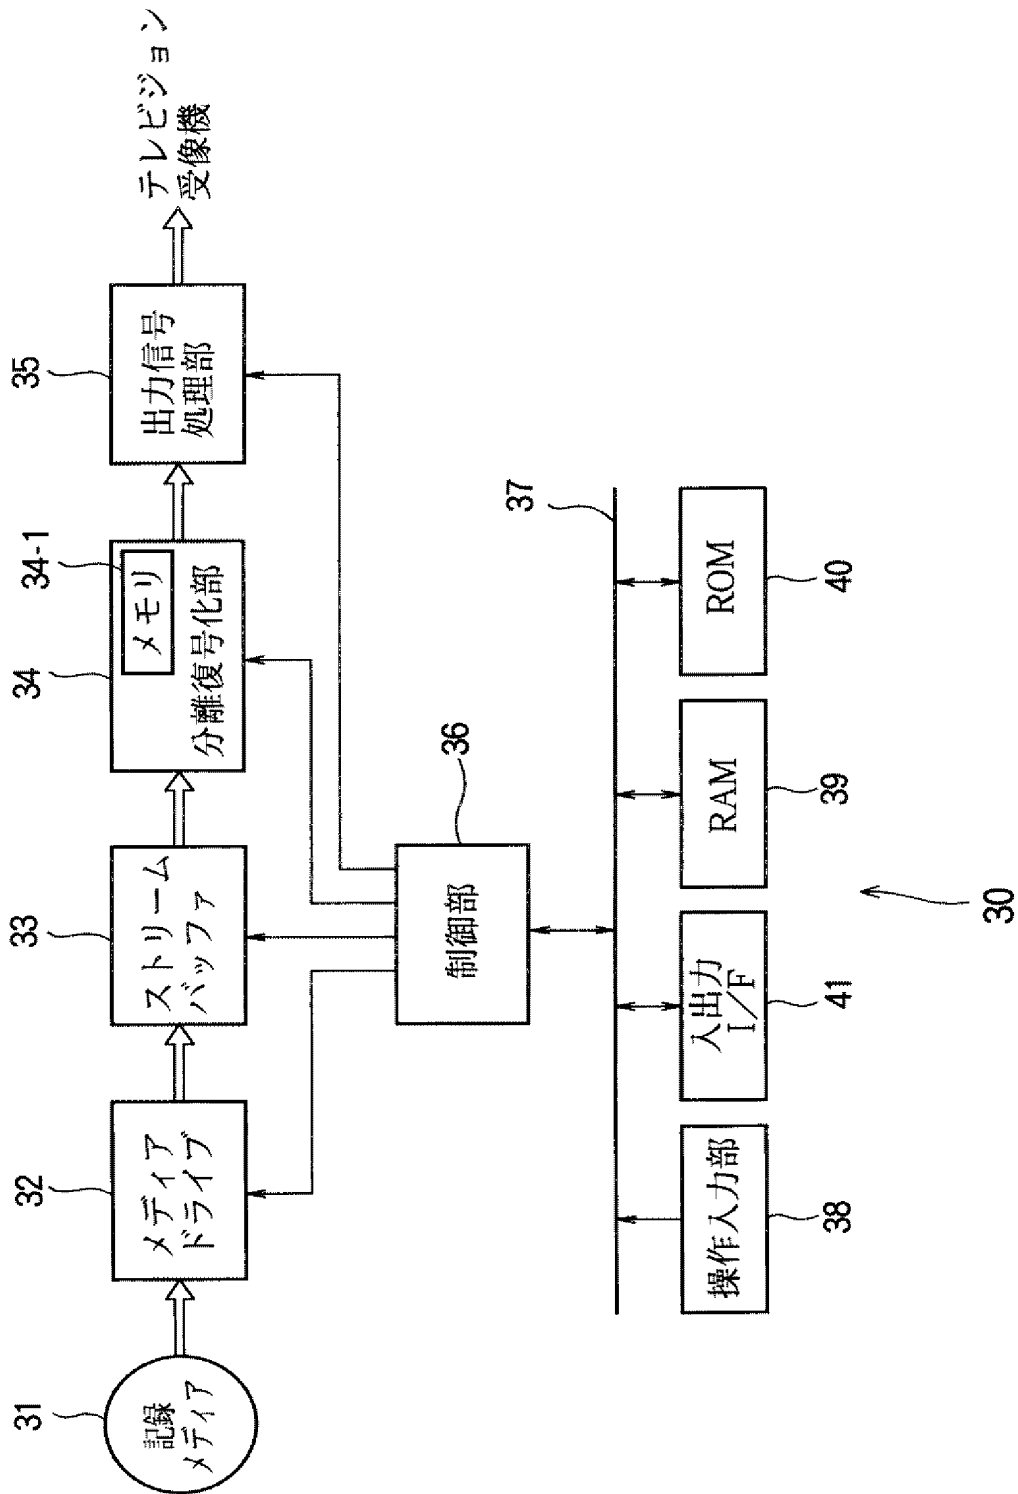 31
32
33
34
34-1
35
記録
メディア
メディア
ドライブ
ストリーム
バッファ
メモリ
分離復号化部
出力信号
処理部
テレビジョン
受像機
36
制御部
37
操作入力部
入出力
I/F
RAM
ROM
38
41
39
40
30